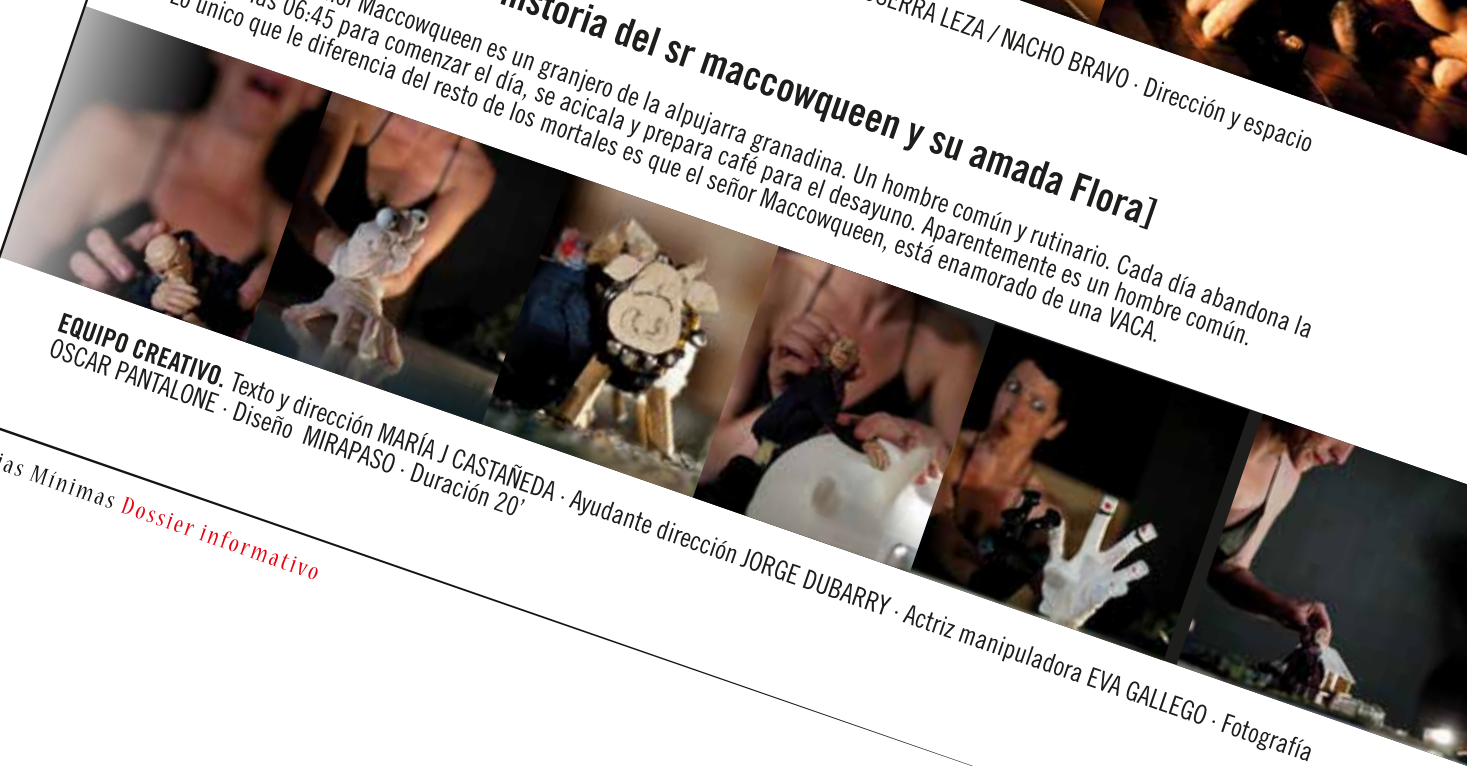 GUERRA LEZA / NACHO BRAVO · Dirección y espacio
historia del sr maccowqueen y su amada Flora]
Maccowqueen es un granjero de la alpujarra granadina. Un hombre común y rutinario. Cada día abandona la
las 06:45 para comenzar el día, se acicala y prepara café para el desayuno. Aparentemente es un hombre común.
Lo único que le diferencia del resto de los mortales es que el señor Maccowqueen, está enamorado de una VACA.
EQUIPO CREATIVO. Texto y dirección MARÍA J CASTAÑEDA · Ayudante dirección JORGE DUBARRY · Actriz manipuladora EVA GALLEGO · Fotografía
OSCAR PANTALONE · Diseño MIRAPASO · Duración 20’
Mínimas Dossier informativo